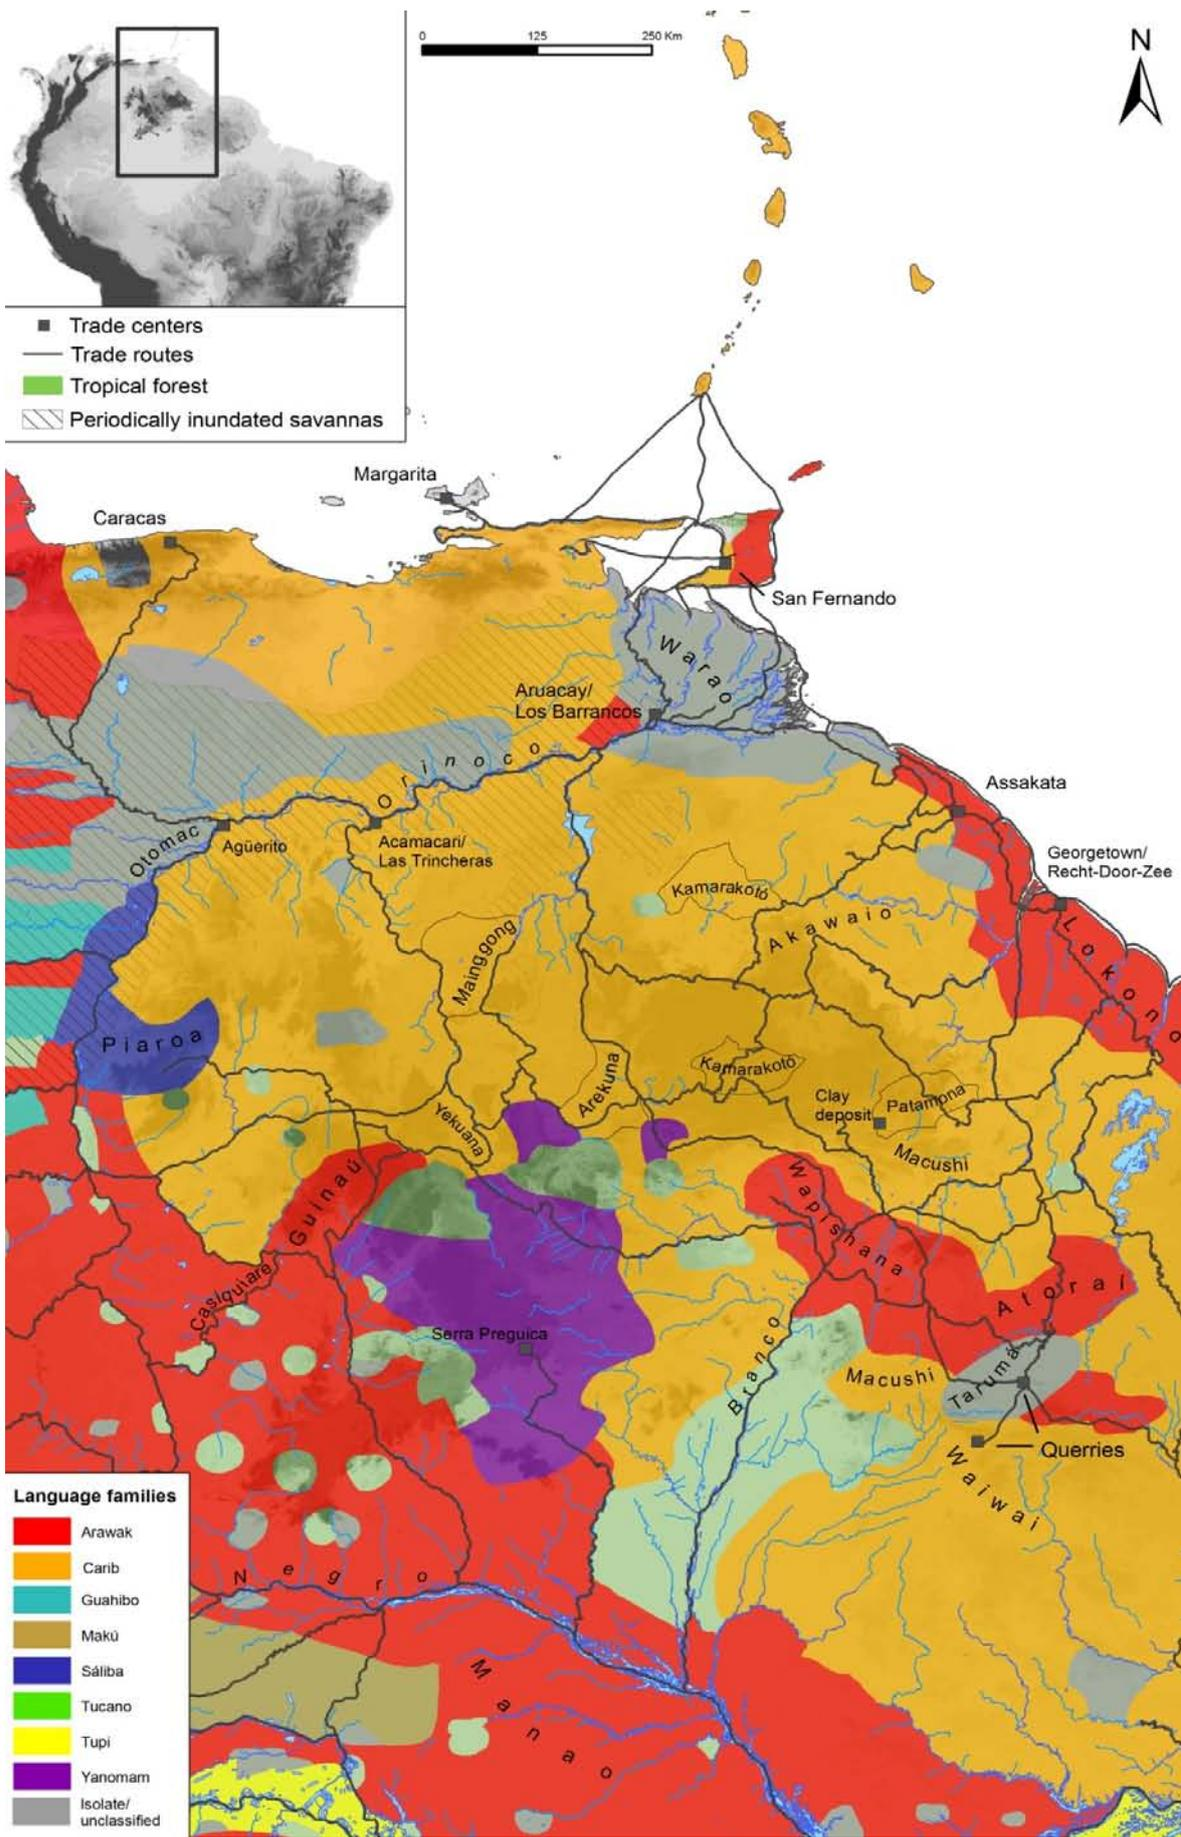 0 125 250 Km
N
Trade centers
Trade routes
Tropical forest
Periodically inundated savannas
Margarita
Caracas
San Fernando
Warao
Aruacay/
Los Barrancos
Orinoco
Assakata
Otomac
Agüerito
Acamacari/
Las Trincheras
Georgetown/
Recht-Door-Zee
Kamarakotó
Akawaio
Lokono
Mainggong
Piaroa
Arekuna
Kamarakotó
Clay
deposit
Patamona
Yekuana
Macushi
Guinaú
Wapishana
Casiquiare
Atorai
Serra Preguica
Branco
Tarumá
Macushi
Querries
Waiwai
Negro
Manao
Language families
Arawak
Carib
Guahibo
Makú
Sáliba
Tucano
Tupi
Yanomam
Isolate/
unclassified